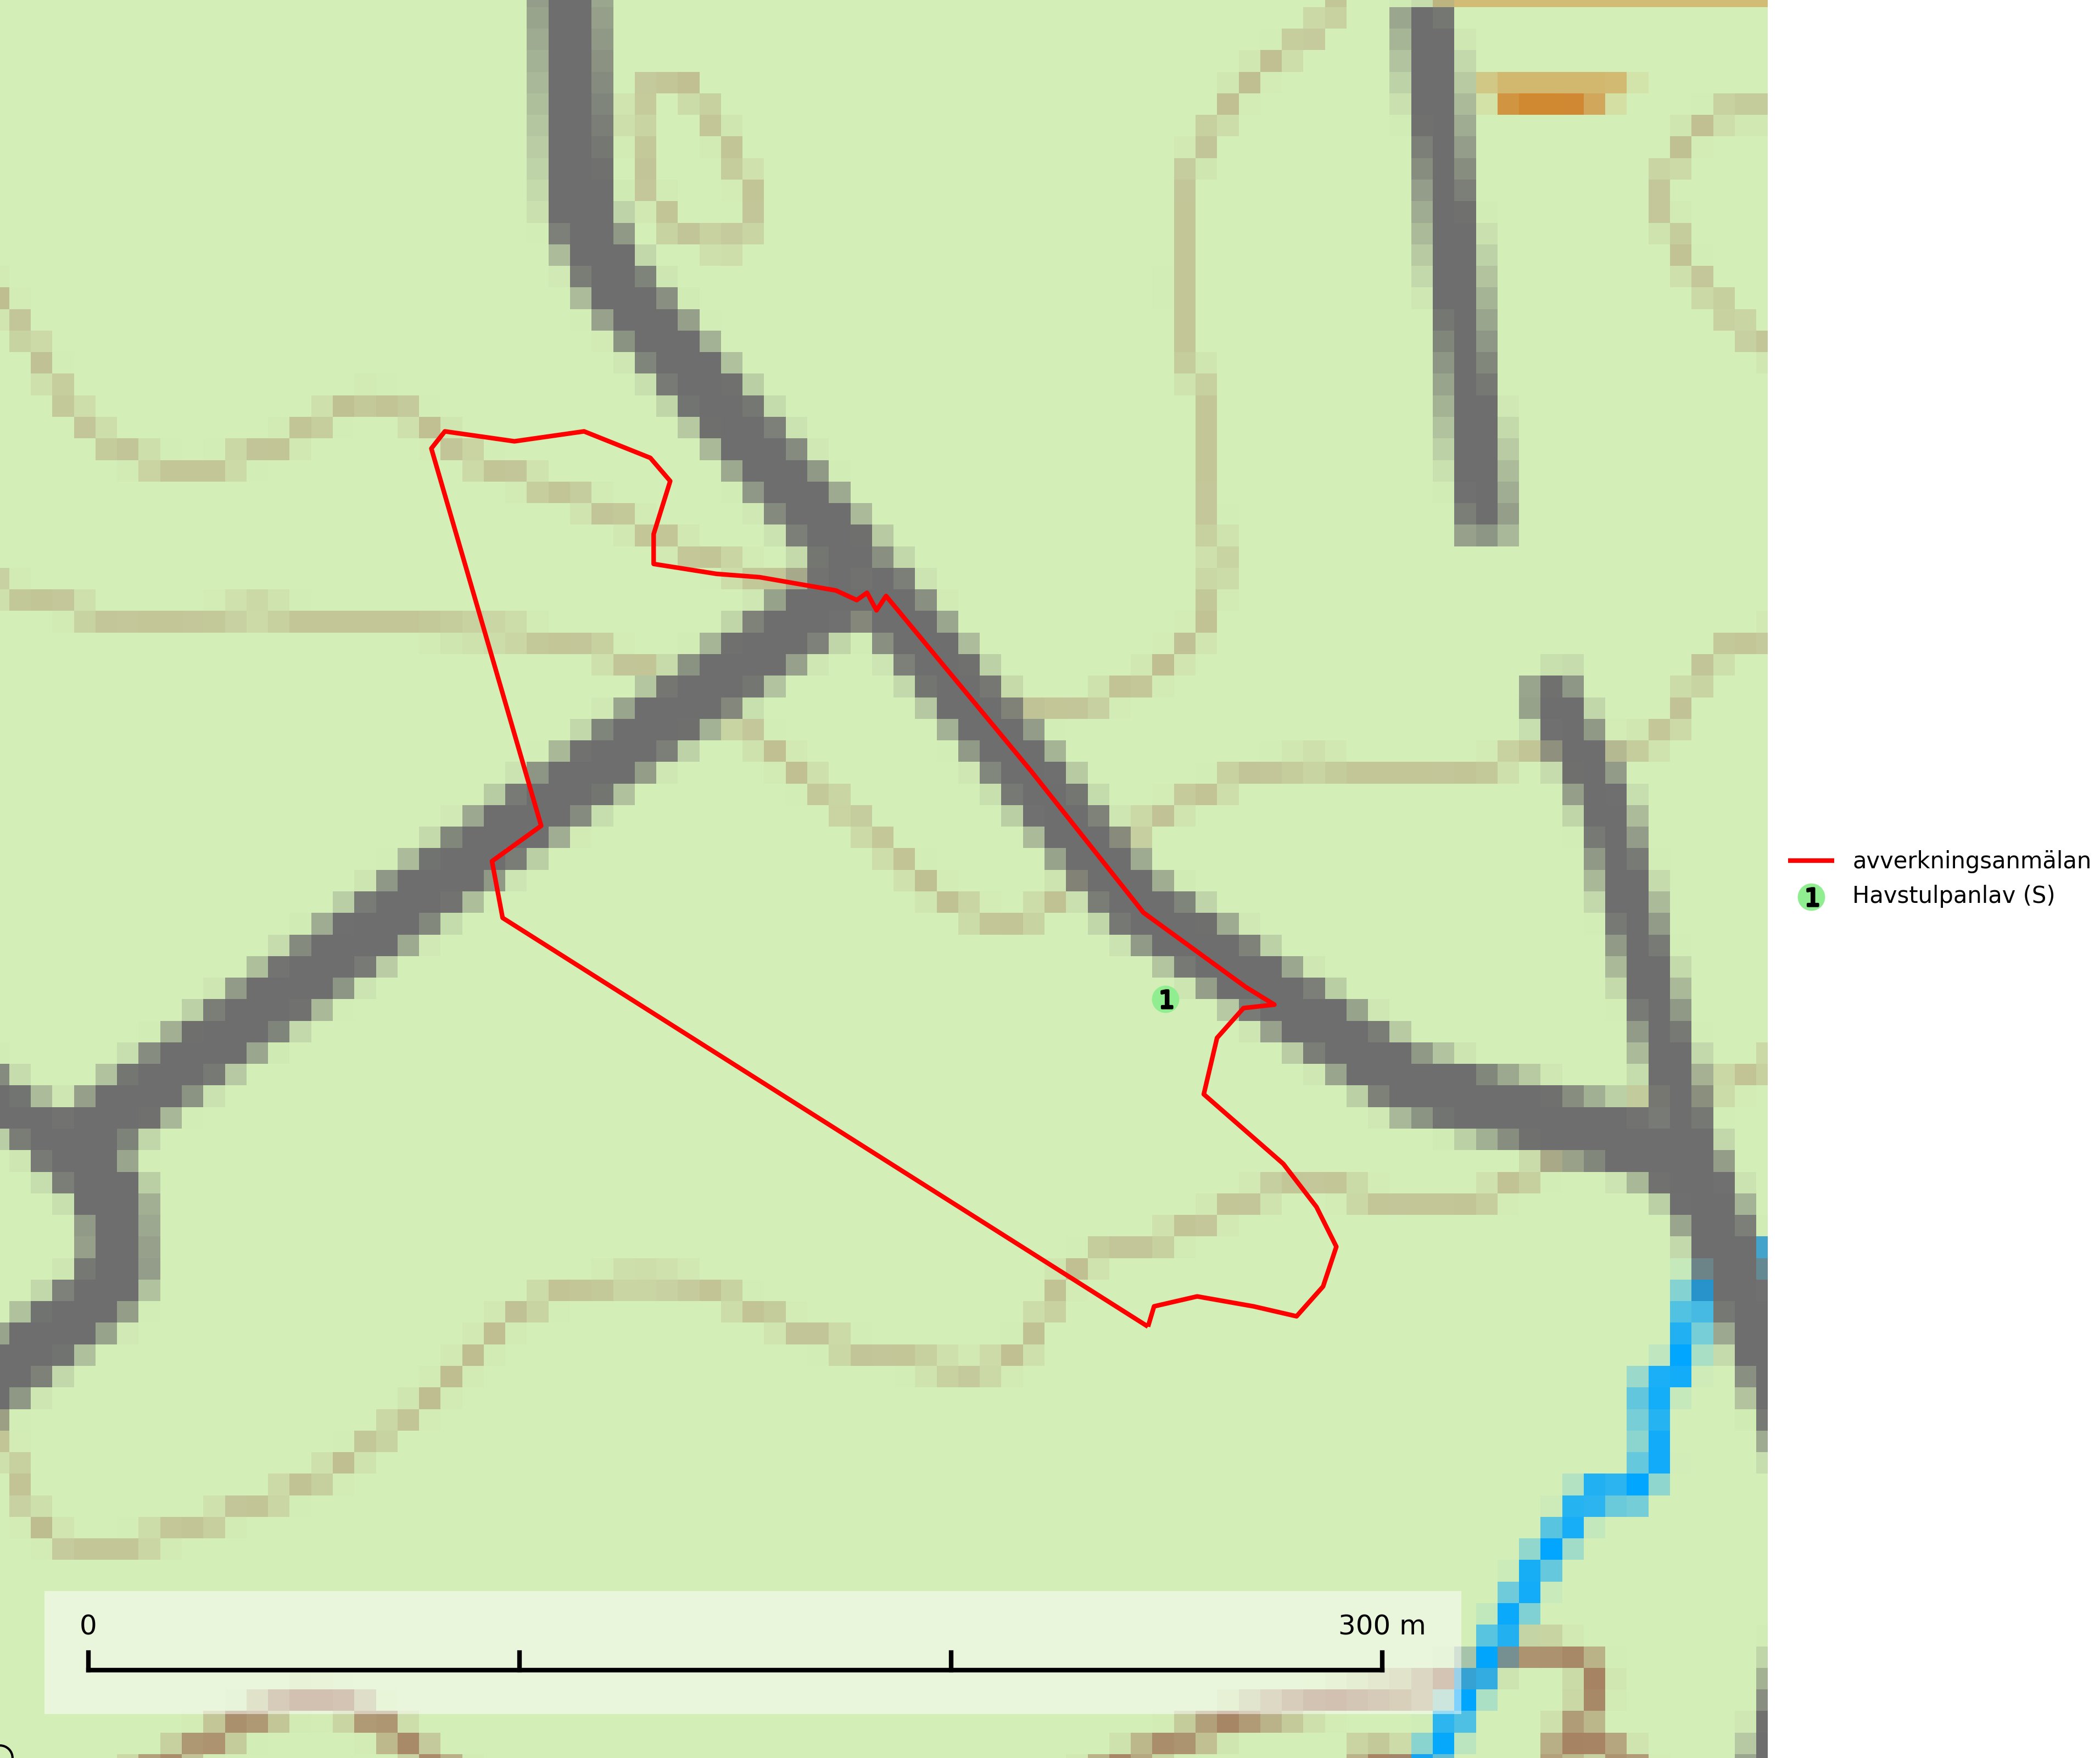 1
avverkningsanmälan
1 Havstulpanlav (S)
0 300 m